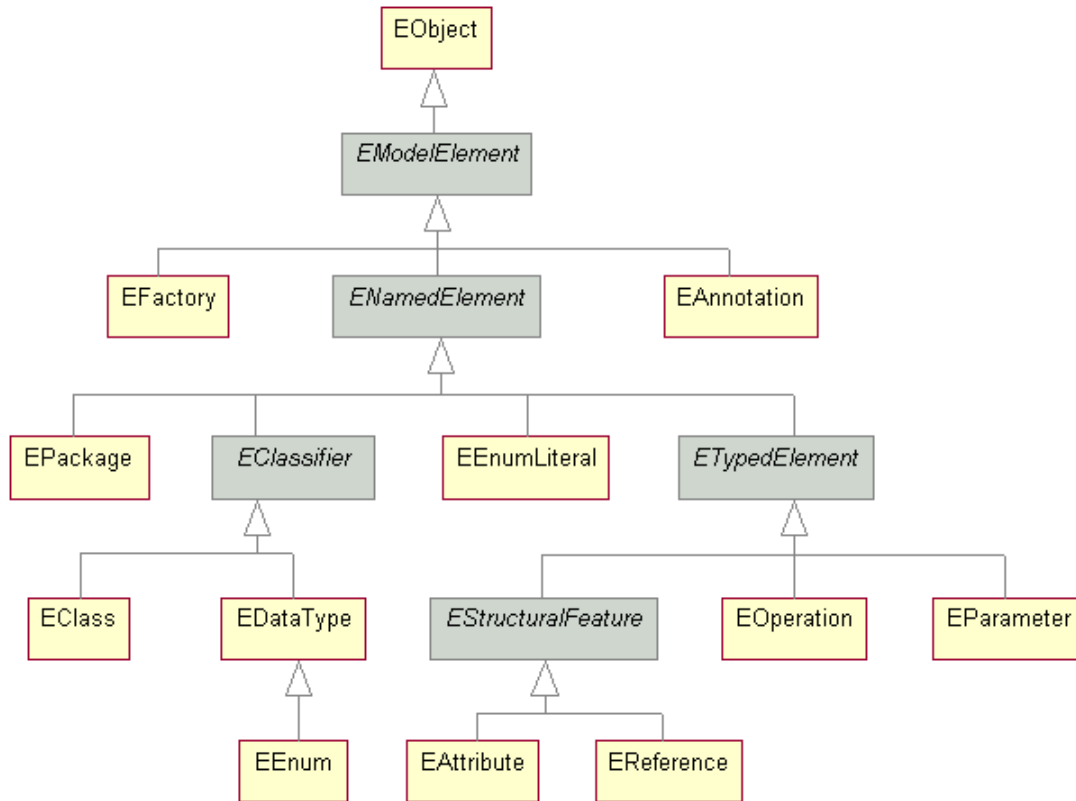 EObject
EModelElement
EFactory
ENamedElement
EAnnotation
EPackage
EClassifier
EEnumLiteral
ETypedElement
EClass
EDataType
EStructuralFeature
EOperation
EParameter
EEnum
EAttribute
EReference